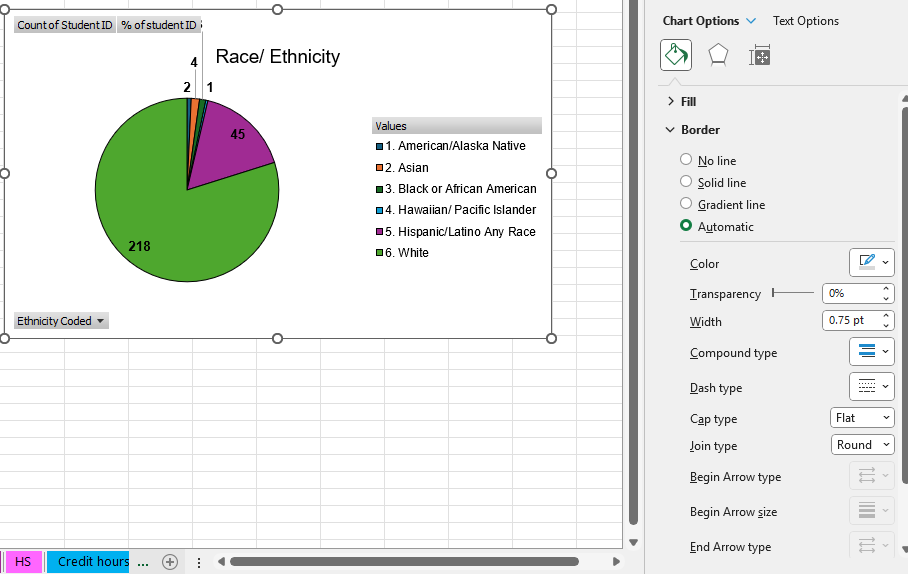 Count of Student ID
% of student ID
Race/ Ethnicity
4
2
1
45
218
Values
1. American/Alaska Native
2. Asian
3. Black or African American
4. Hawaiian/ Pacific Islander
5. Hispanic/Latino Any Race
6. White
Ethnicity Coded
HS
Credit hours
...
Chart Options
Text Options
Fill
Border
No line
Solid line
Gradient line
Automatic
Color
Transparency
0%
Width
0.75 pt
Compound type
Dash type
Cap type
Flat
Join type
Round
Begin Arrow type
Begin Arrow size
End Arrow type